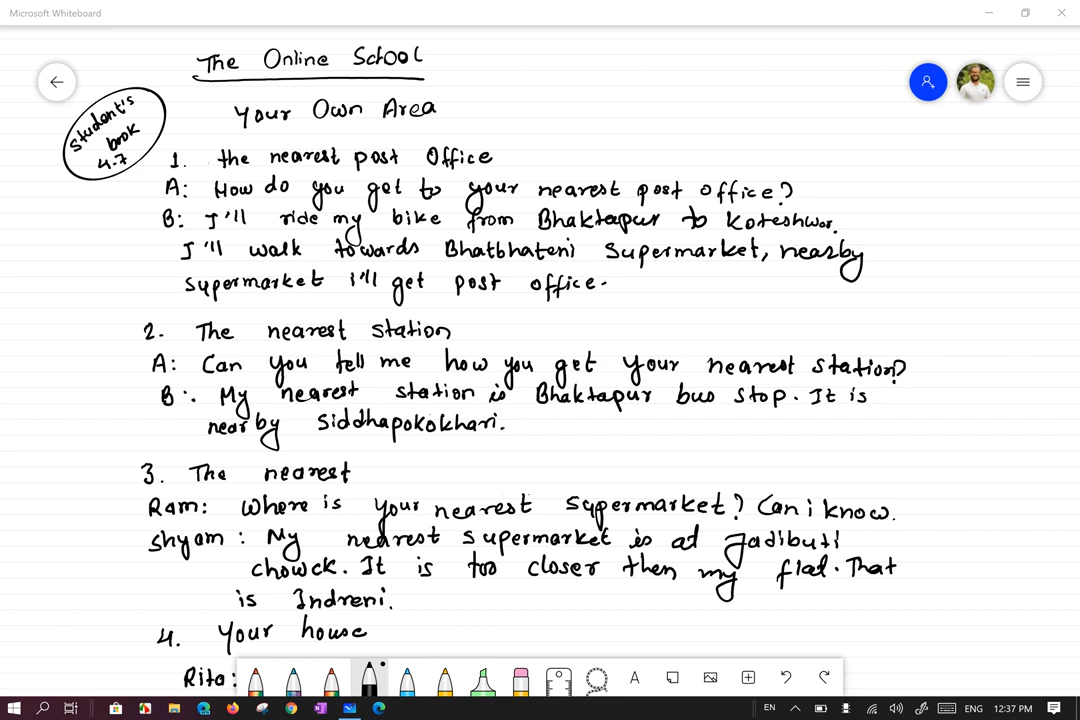 Microsoft Whiteboard
The Online School
Student's
book
4-7
Your Own Area
1. the nearest post office
A: How do you get to your nearest post office?
B: I'll ride my bike from Bhaktapur to Koteshwor.
I'll walk towards Bhatbhateni Supermarket, nearby
supermarket i'll get post office.
2. The nearest station
A: Can you tell me how you get your nearest station?
B: My nearest station is Bhaktapur bus stop. It is
nearby Siddhapokokhari.
3. The nearest
Ram: Where is your nearest supermarket? Can i know.
Shyam: My nearest supermarket is at Jadibuti
chowck. It is too closer then my flat. That
is Indreni.
4. Your house
Rita:
EN
ENG
12:37 PM